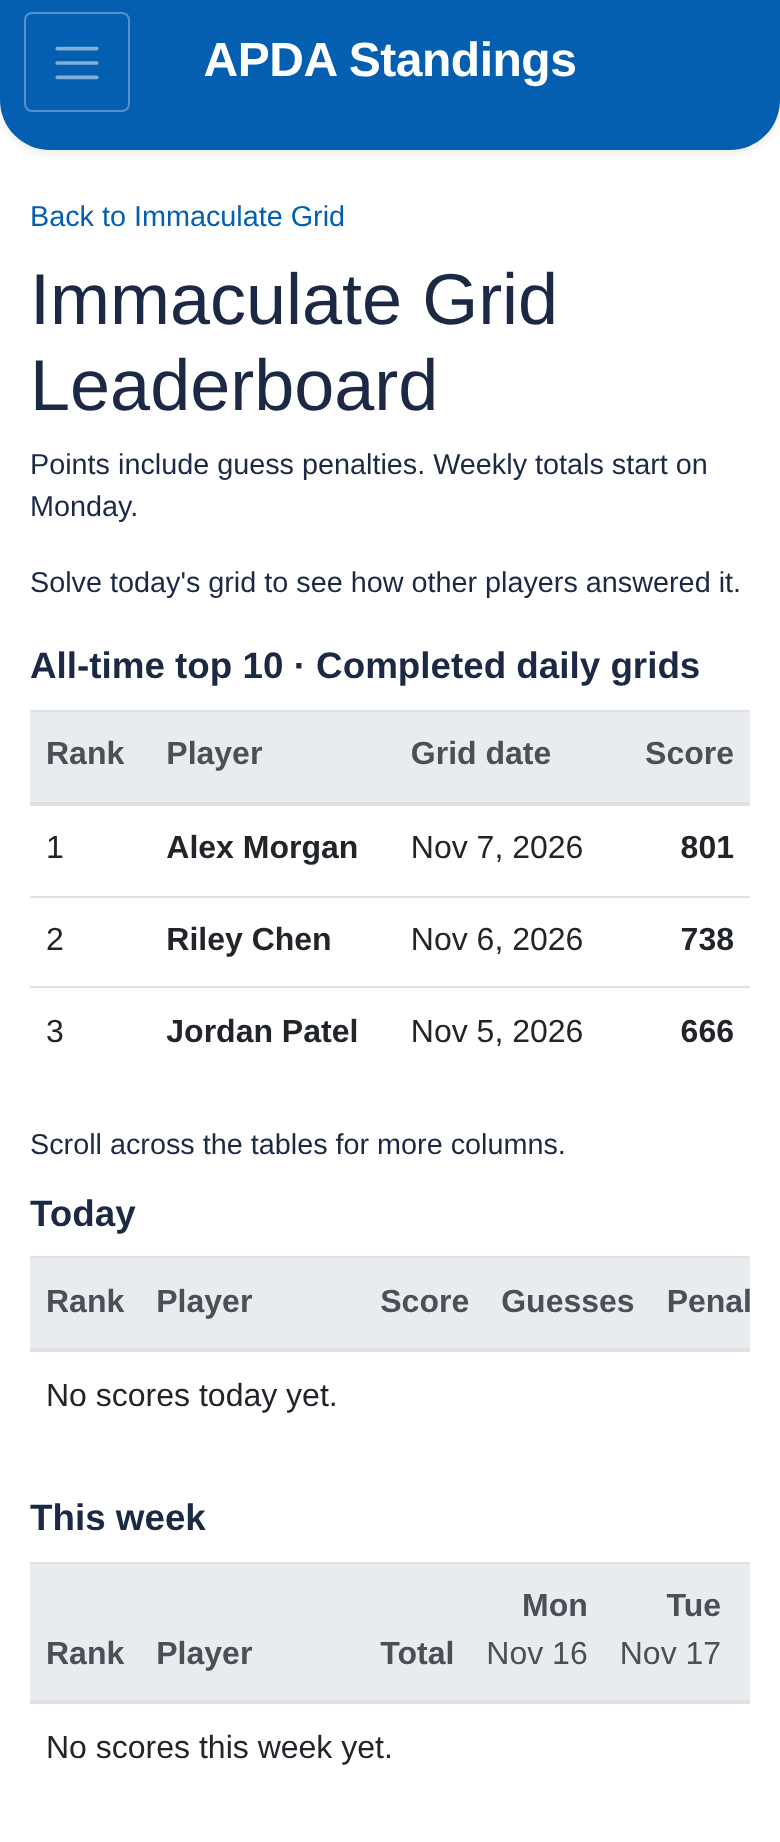 APDA Standings
Back to Immaculate Grid
Immaculate Grid
Leaderboard
Points include guess penalties. Weekly totals start on
Monday.
Solve today's grid to see how other players answered it.
All-time top 10 · Completed daily grids
Rank Player Grid date Score
1 Alex Morgan Nov 7, 2026 801
2 Riley Chen Nov 6, 2026 738
3 Jordan Patel Nov 5, 2026 666
Scroll across the tables for more columns.
Today
Rank Player Score Guesses Penal
No scores today yet.
This week
Mon Tue
Rank Player Total Nov 16 Nov 17
No scores this week yet.